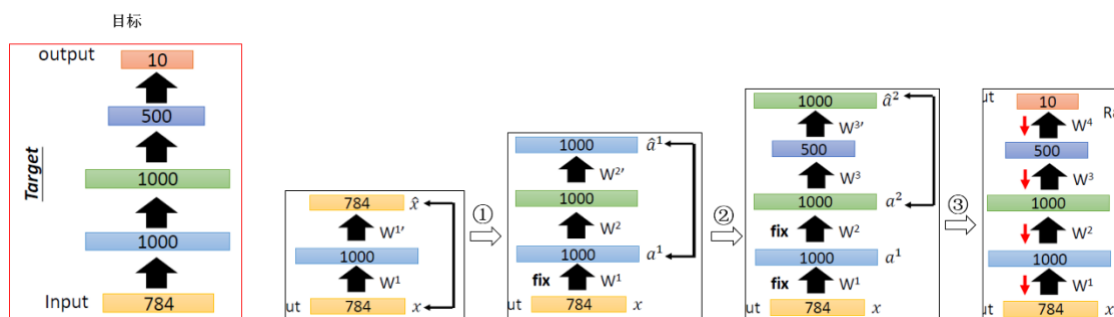 目标
output
10
500
1000
1000
Target
Input
784
784
x̂
W1'
1000
W1
ut
784
x
①
1000
â1
W2'
1000
W2
1000
a1
fix
W1
ut
784
x
②
1000
â2
W3'
500
W3
1000
a2
fix
W2
1000
a1
fix
W1
ut
784
x
③
ut
10
Ra
W4
500
W3
1000
W2
1000
W1
ut
784
x